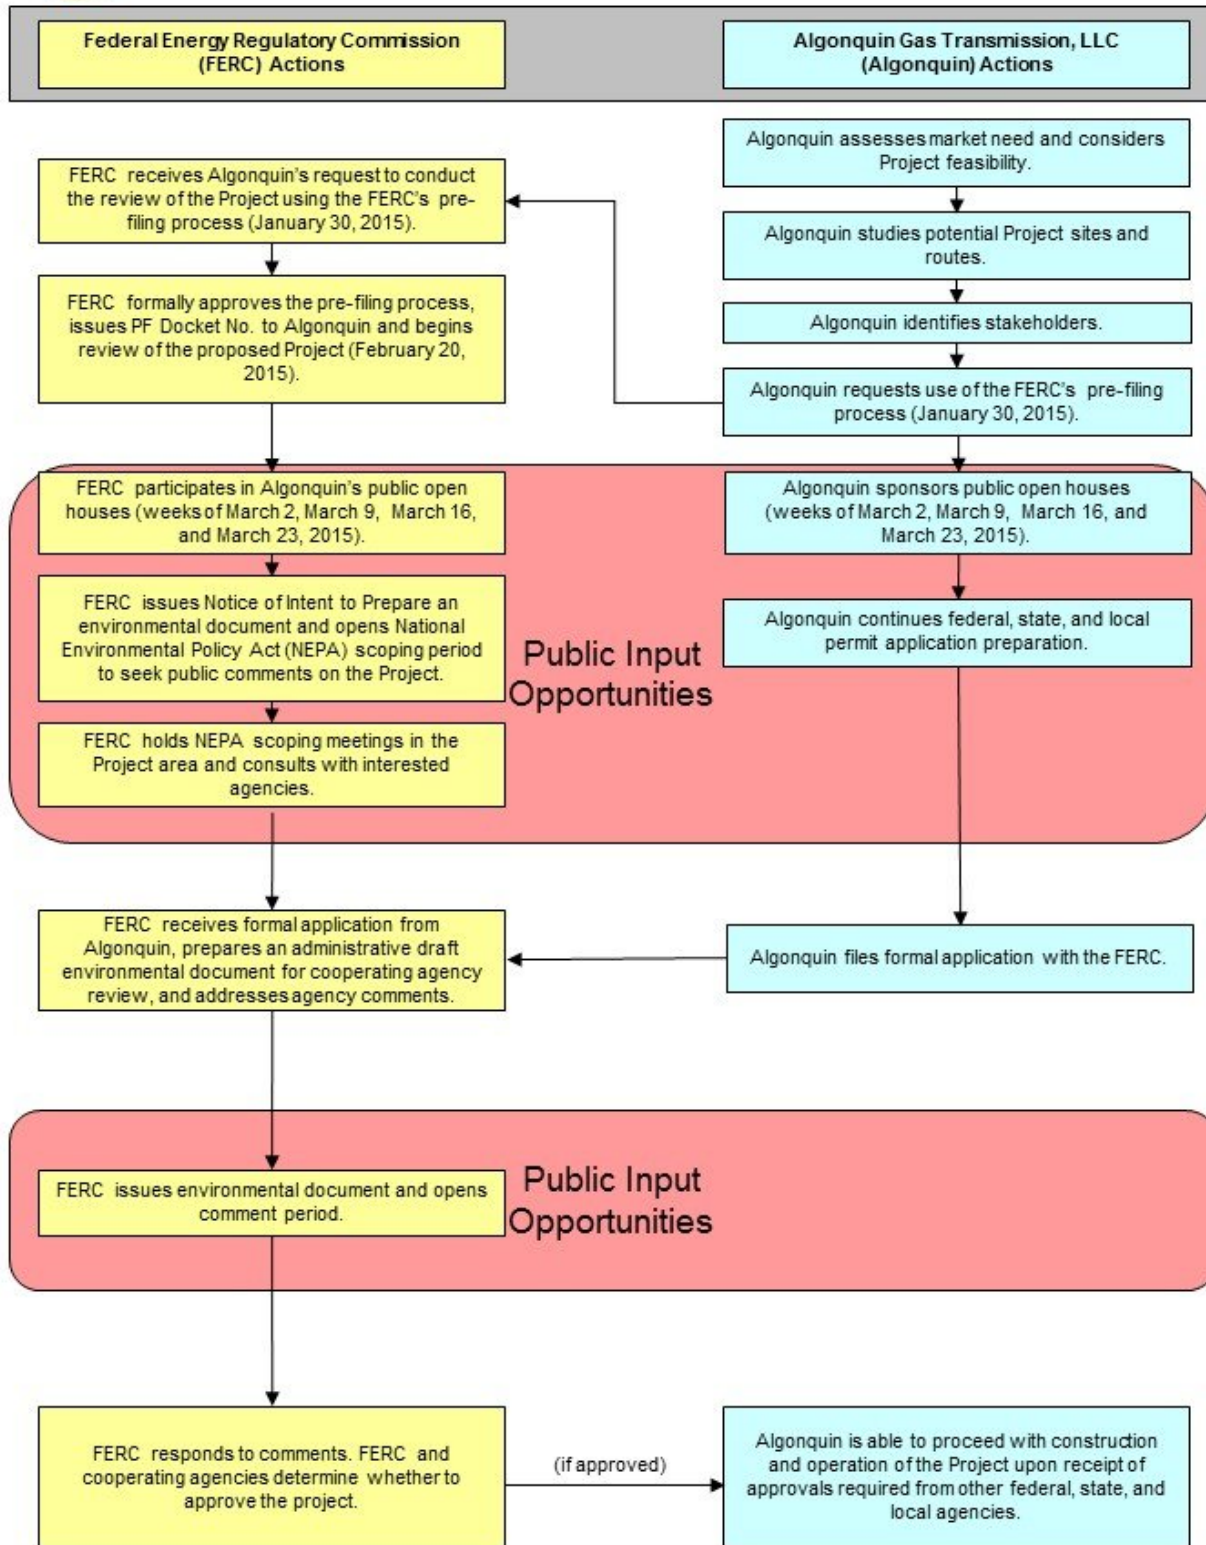 Federal Energy Regulatory Commission
(FERC) Actions
Algonquin Gas Transmission, LLC
(Algonquin) Actions
Algonquin assesses market need and considers
Project feasibility.
FERC receives Algonquin's request to conduct
the review of the Project using the FERC's pre-
filing process (January 30, 2015).
Algonquin studies potential Project sites and
routes.
FERC formally approves the pre-filing process,
issues PF Docket No. to Algonquin and begins
review of the proposed Project (February 20,
2015).
Algonquin identifies stakeholders.
Algonquin requests use of the FERC's pre-filing
process (January 30, 2015).
FERC participates in Algonquin's public open
houses (weeks of March 2, March 9, March 16,
and March 23, 2015).
Algonquin sponsors public open houses
(weeks of March 2, March 9, March 16, and
March 23, 2015).
FERC issues Notice of Intent to Prepare an
environmental document and opens National
Environmental Policy Act (NEPA) scoping period
to seek public comments on the Project.
Public Input
Opportunities
Algonquin continues federal, state, and local
permit application preparation.
FERC holds NEPA scoping meetings in the
Project area and consults with interested
agencies.
FERC receives formal application from
Algonquin, prepares an administrative draft
environmental document for cooperating agency
review, and addresses agency comments.
Algonquin files formal application with the FERC.
FERC issues environmental document and opens
comment period.
Public Input
Opportunities
FERC responds to comments. FERC and
cooperating agencies determine whether to
approve the project.
(if approved)
Algonquin is able to proceed with construction
and operation of the Project upon receipt of
approvals required from other federal, state, and
local agencies.